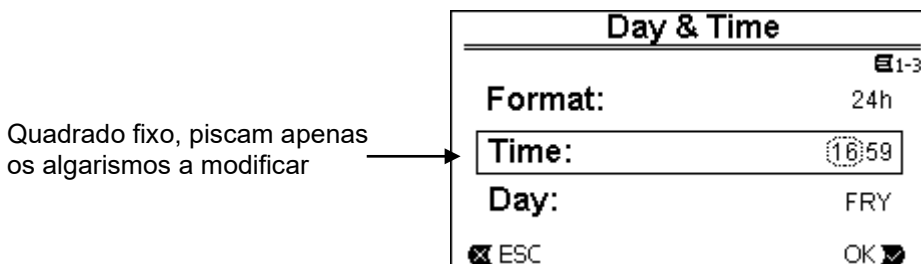 Day & Time
1-3
Format: 24h
Quadrado fixo, piscam apenas
os algarismos a modificar
Time: 16:59
Day: FRY
ESC OK